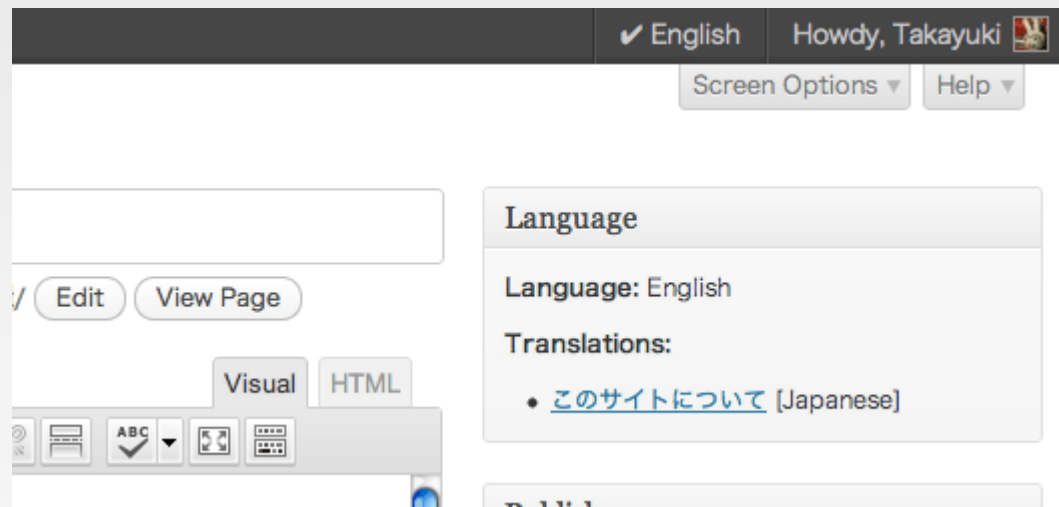 ✔ English Howdy, Takayuki
Screen Options ▼ Help ▼
Language
/ Edit View Page
Language: English
Translations:
Visual HTML
• このサイトについて [Japanese]
ABC